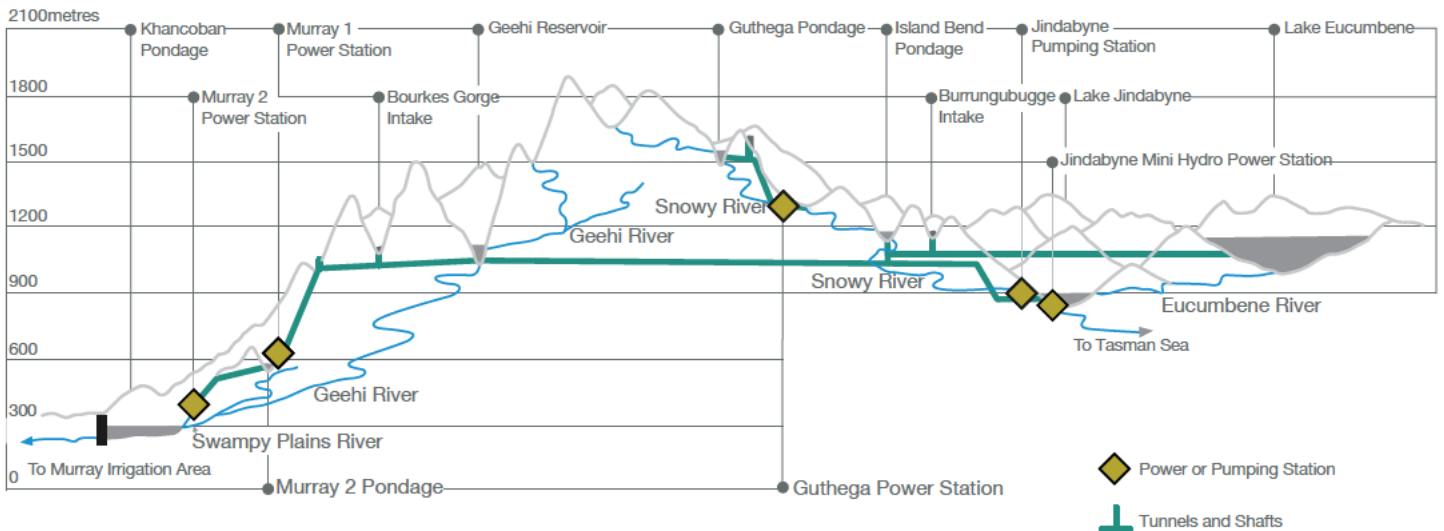 2100metres
Khancoban
Pondage
Murray 1
Power Station
Geehi Reservoir
Guthega Pondage
Island Bend
Pondage
Jindabyne
Pumping Station
Lake Eucumbene
1800
Murray 2
Power Station
Bourkes Gorge
Intake
Burrungubugge
Intake
Lake Jindabyne
1500
Jindabyne Mini Hydro Power Station
1200
Snowy River
Geehi River
900
Snowy River
Eucumbene River
To Tasman Sea
600
Geehi River
300
Swampy Plains River
To Murray Irrigation Area
0
Murray 2 Pondage
Guthega Power Station
Power or Pumping Station
Tunnels and Shafts